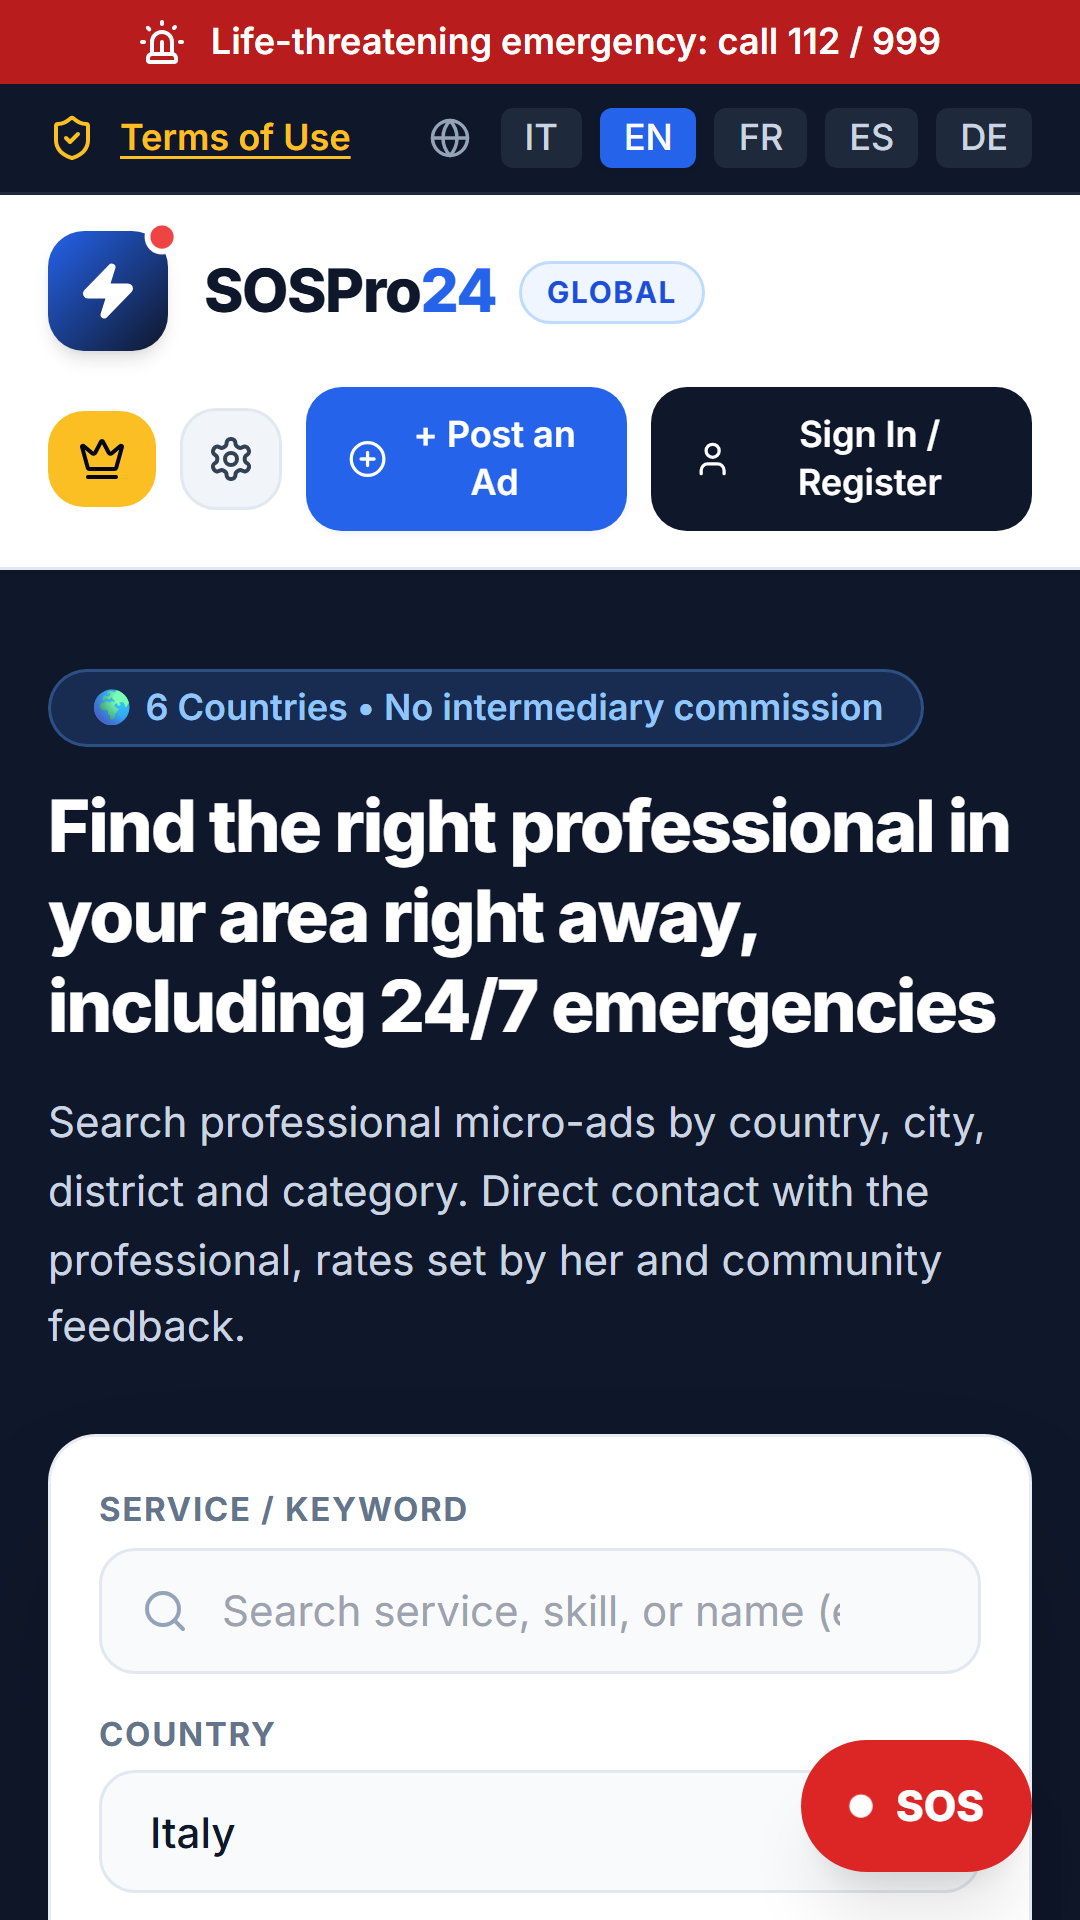 Life-threatening emergency: call 112 / 999
Terms of Use
IT EN FR ES DE
SOSPro24 GLOBAL
+ Post an
Ad
Sign In /
Register
6 Countries • No intermediary commission
Find the right professional in
your area right away,
including 24/7 emergencies
Search professional micro-ads by country, city,
district and category. Direct contact with the
professional, rates set by her and community
feedback.
SERVICE / KEYWORD
Search service, skill, or name (
COUNTRY
Italy
SOS